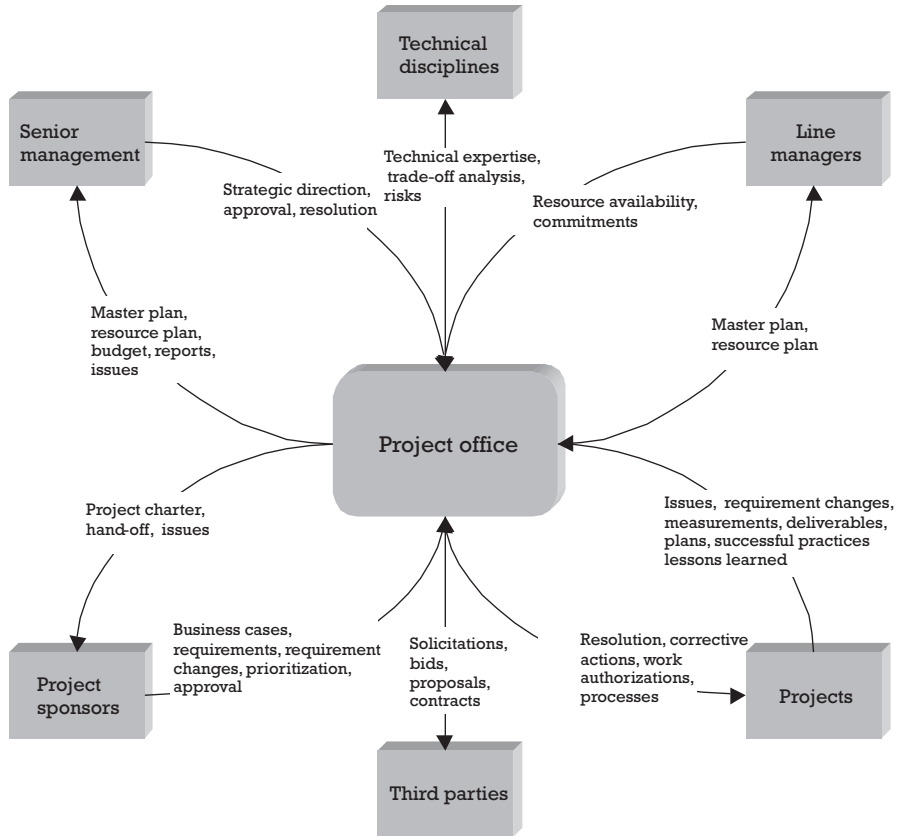 Technical
disciplines
Senior
management
Line
managers
Technical expertise,
trade-off analysis,
risks
Strategic direction,
approval, resolution
Resource availability,
commitments
Master plan,
resource plan,
budget, reports,
issues
Master plan,
resource plan
Project office
Project charter,
hand-off, issues
Issues, requirement changes,
measurements, deliverables,
plans, successful practices
lessons learned
Business cases,
requirements, requirement
changes, prioritization,
approval
Solicitations,
bids,
proposals,
contracts
Resolution, corrective
actions, work
authorizations,
processes
Project
sponsors
Projects
Third parties